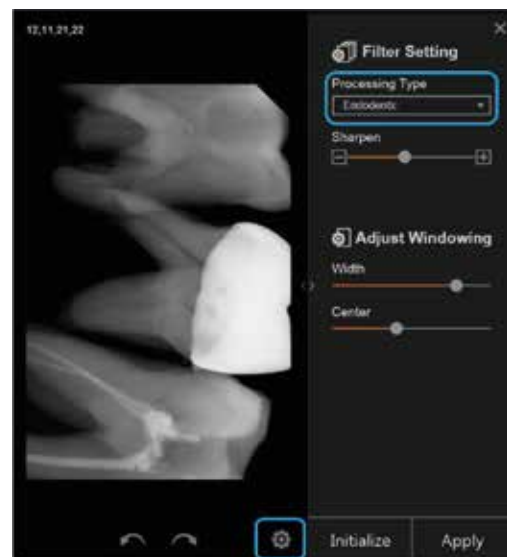 12,11,21,22
Filter Setting
Processing Type
Endodontic
Sharpen
Adjust Windowing
Width
Center
Initialize
Apply